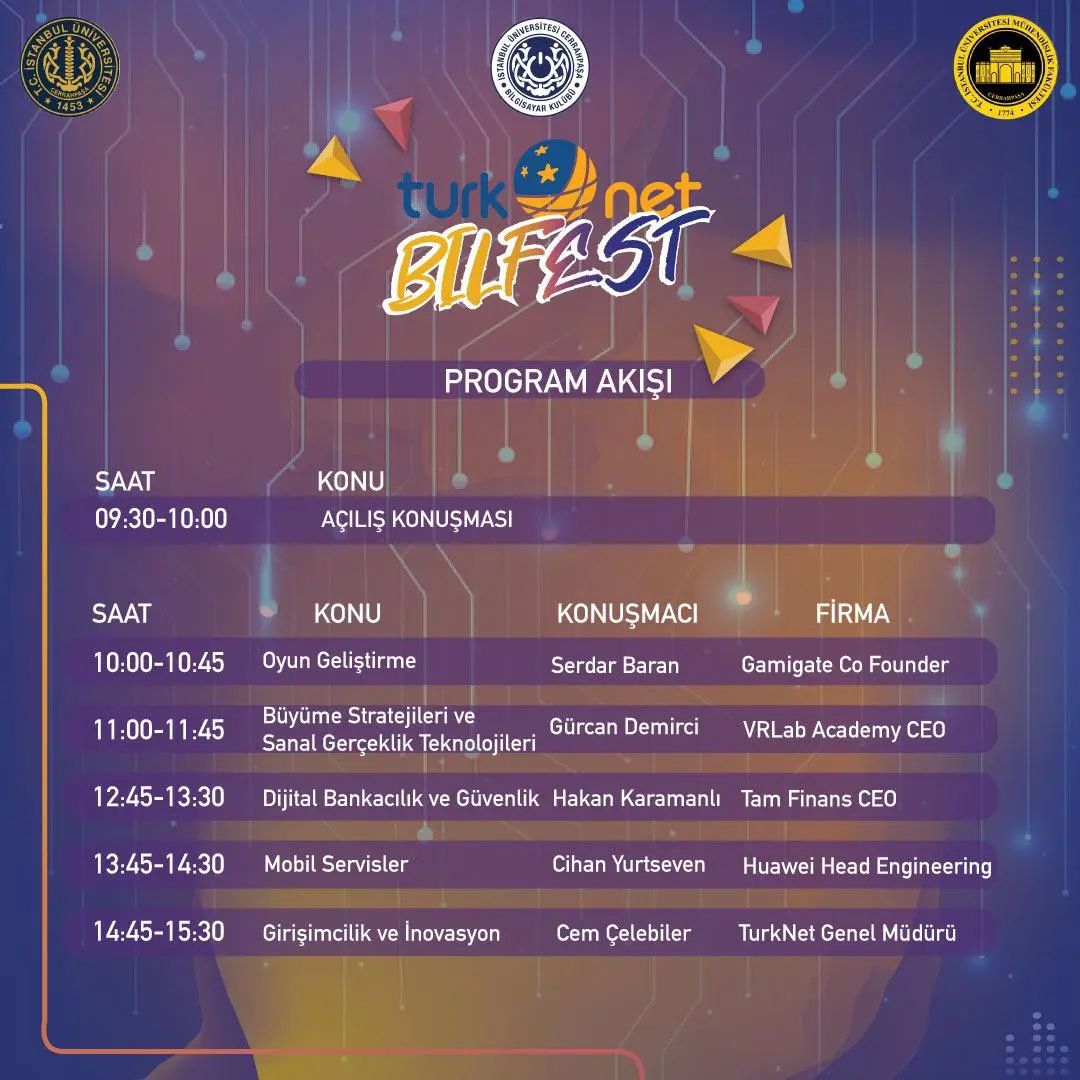 T.C. İSTANBUL ÜNİVERSİTESİ
CERRAHPAŞA
1453
İSTANBUL ÜNİVERSİTESİ CERRAHPAŞA
BİLGİSAYAR KULÜBÜ
T.C. İSTANBUL ÜNİVERSİTESİ MÜHENDİSLİK FAKÜLTESİ
CERRAHPAŞA
1774
turk net
BILFEST
PROGRAM AKIŞI
SAAT KONU
09:30-10:00 AÇILIŞ KONUŞMASI
SAAT KONU KONUŞMACI FİRMA
10:00-10:45 Oyun Geliştirme Serdar Baran Gamigate Co Founder
11:00-11:45 Büyüme Stratejileri ve
Sanal Gerçeklik Teknolojileri Gürcan Demirci VRLab Academy CEO
12:45-13:30 Dijital Bankacılık ve Güvenlik Hakan Karamanlı Tam Finans CEO
13:45-14:30 Mobil Servisler Cihan Yurtseven Huawei Head Engineering
14:45-15:30 Girişimcilik ve İnovasyon Cem Çelebiler TurkNet Genel Müdürü